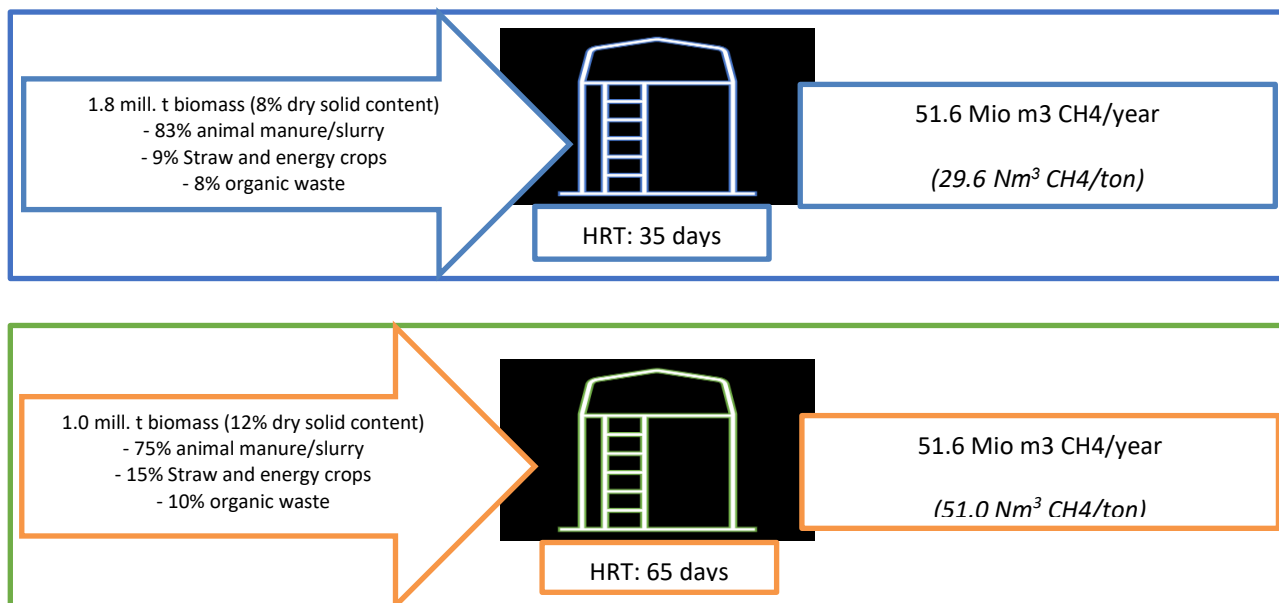 1.8 mill. t biomass (8% dry solid content)
- 83% animal manure/slurry
- 9% Straw and energy crops
- 8% organic waste
HRT: 35 days
51.6 Mio m3 CH4/year
(29.6 Nm³ CH4/ton)
1.0 mill. t biomass (12% dry solid content)
- 75% animal manure/slurry
- 15% Straw and energy crops
- 10% organic waste
HRT: 65 days
51.6 Mio m3 CH4/year
(51.0 Nm³ CH4/ton)